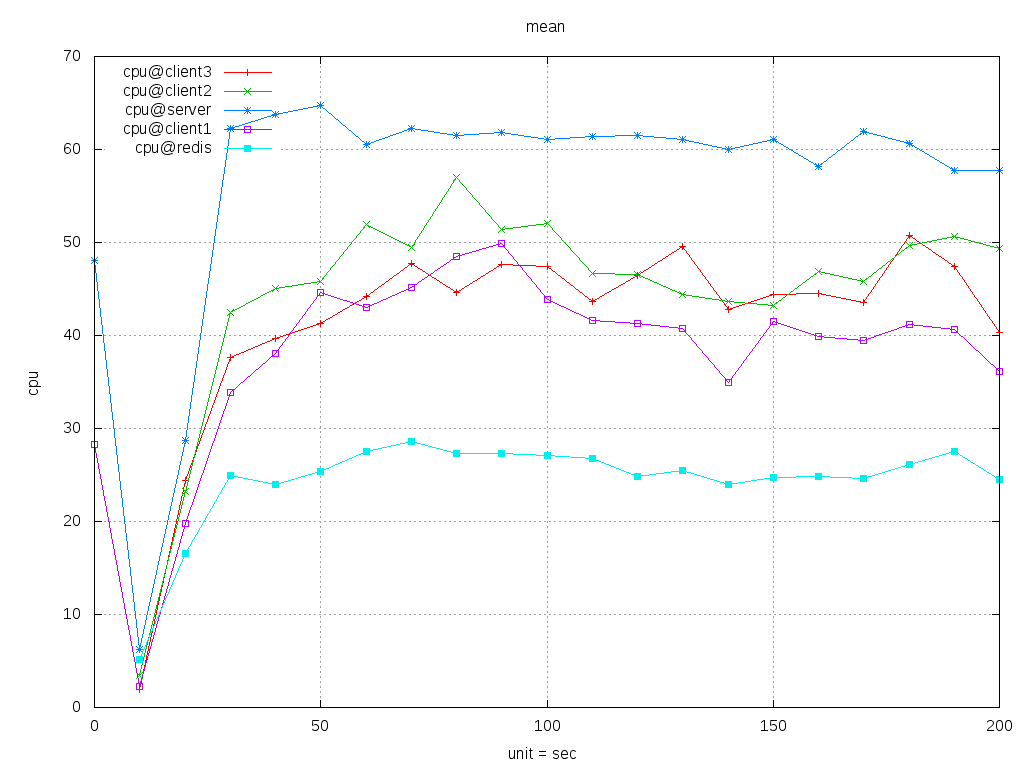 mean
70
60
50
40
30
20
10
0
cpu
cpu@client3
cpu@client2
cpu@server
cpu@client1
cpu@redis
0 50 100 150 200
unit = sec